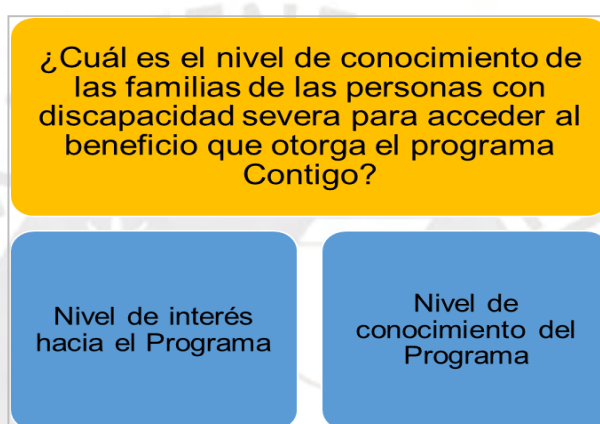 ¿Cuál es el nivel de conocimiento de
las familias de las personas con
discapacidad severa para acceder al
beneficio que otorga el programa
Contigo?
Nivel de interés
hacia el Programa
Nivel de
conocimiento del
Programa